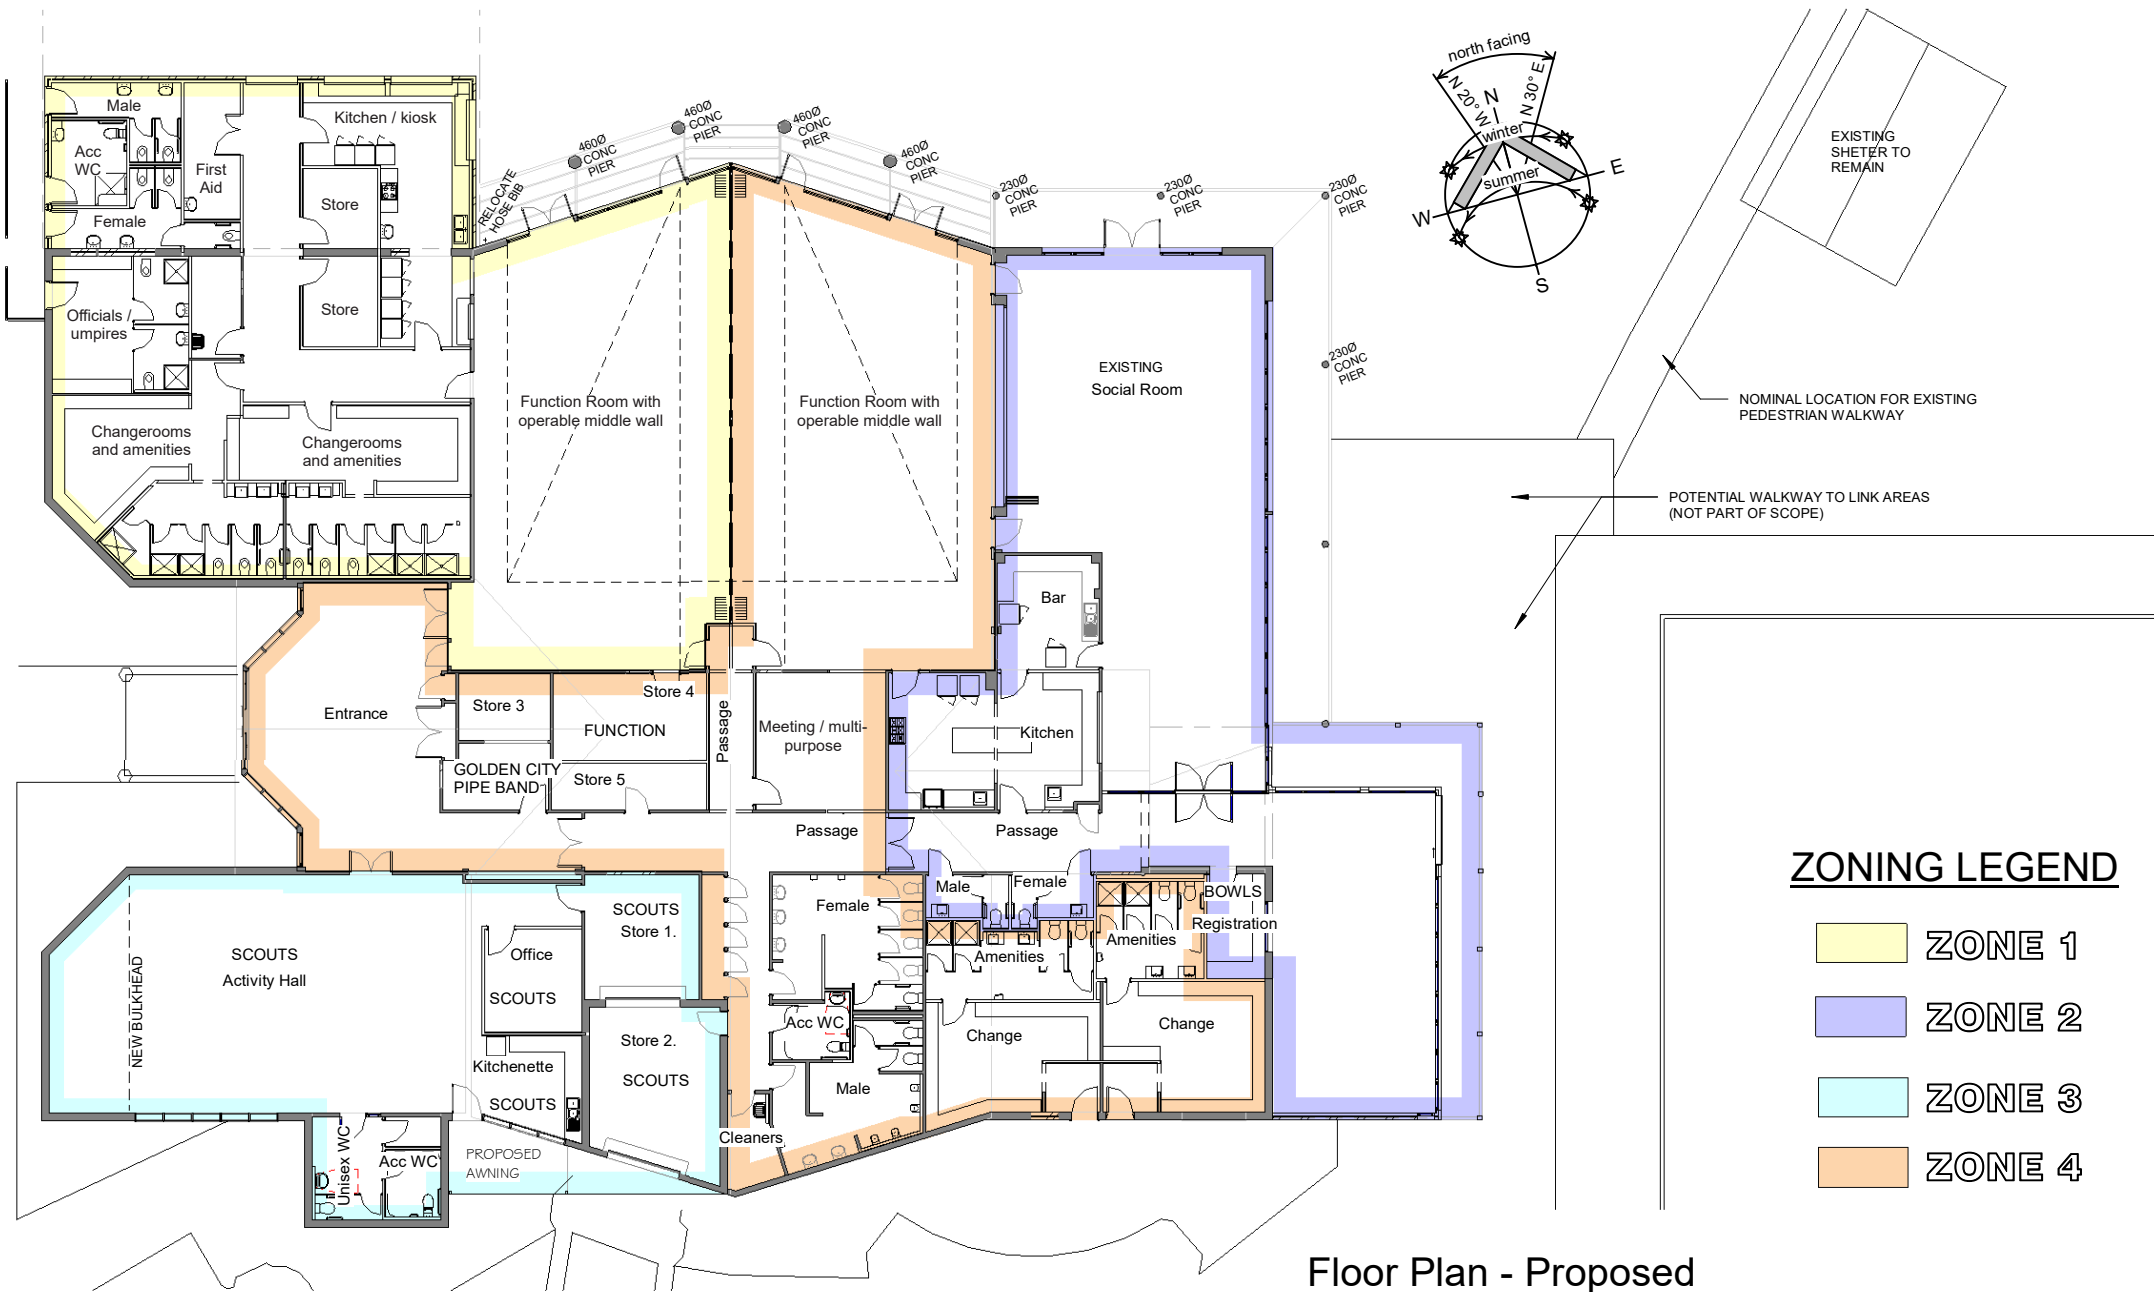 north facing
N 20° W
N
N 30° E
winter
summer
W
E
S
Male
Acc
WC
Female
First
Aid
Kitchen / kiosk
Store
Store
Officials /
umpires
Changerooms
and amenities
Changerooms
and amenities
RELOCATE
HOSE BIB
460Ø
CONC
PIER
460Ø
CONC
PIER
460Ø
CONC
PIER
460Ø
CONC
PIER
230Ø
CONC
PIER
230Ø
CONC
PIER
230Ø
CONC
PIER
230Ø
CONC
PIER
Function Room with
operable middle wall
Function Room with
operable middle wall
EXISTING
Social Room
EXISTING
SHETER TO
REMAIN
NOMINAL LOCATION FOR EXISTING
PEDESTRIAN WALKWAY
POTENTIAL WALKWAY TO LINK AREAS
(NOT PART OF SCOPE)
Bar
Kitchen
Entrance
Store 3
Store 4
FUNCTION
GOLDEN CITY
PIPE BAND
Store 5
Passage
Meeting / multi-
purpose
Passage
Passage
Male
Female
BOWLS
Registration
Amenities
Amenities
Change
Change
Female
Acc WC
Male
Cleaners
SCOUTS
Activity Hall
NEW BULKHEAD
Office
SCOUTS
SCOUTS
Store 1.
Store 2.
SCOUTS
Kitchenette
SCOUTS
Unisex WC
Acc WC
PROPOSED
AWNING
ZONING LEGEND
ZONE 1
ZONE 2
ZONE 3
ZONE 4
Floor Plan - Proposed